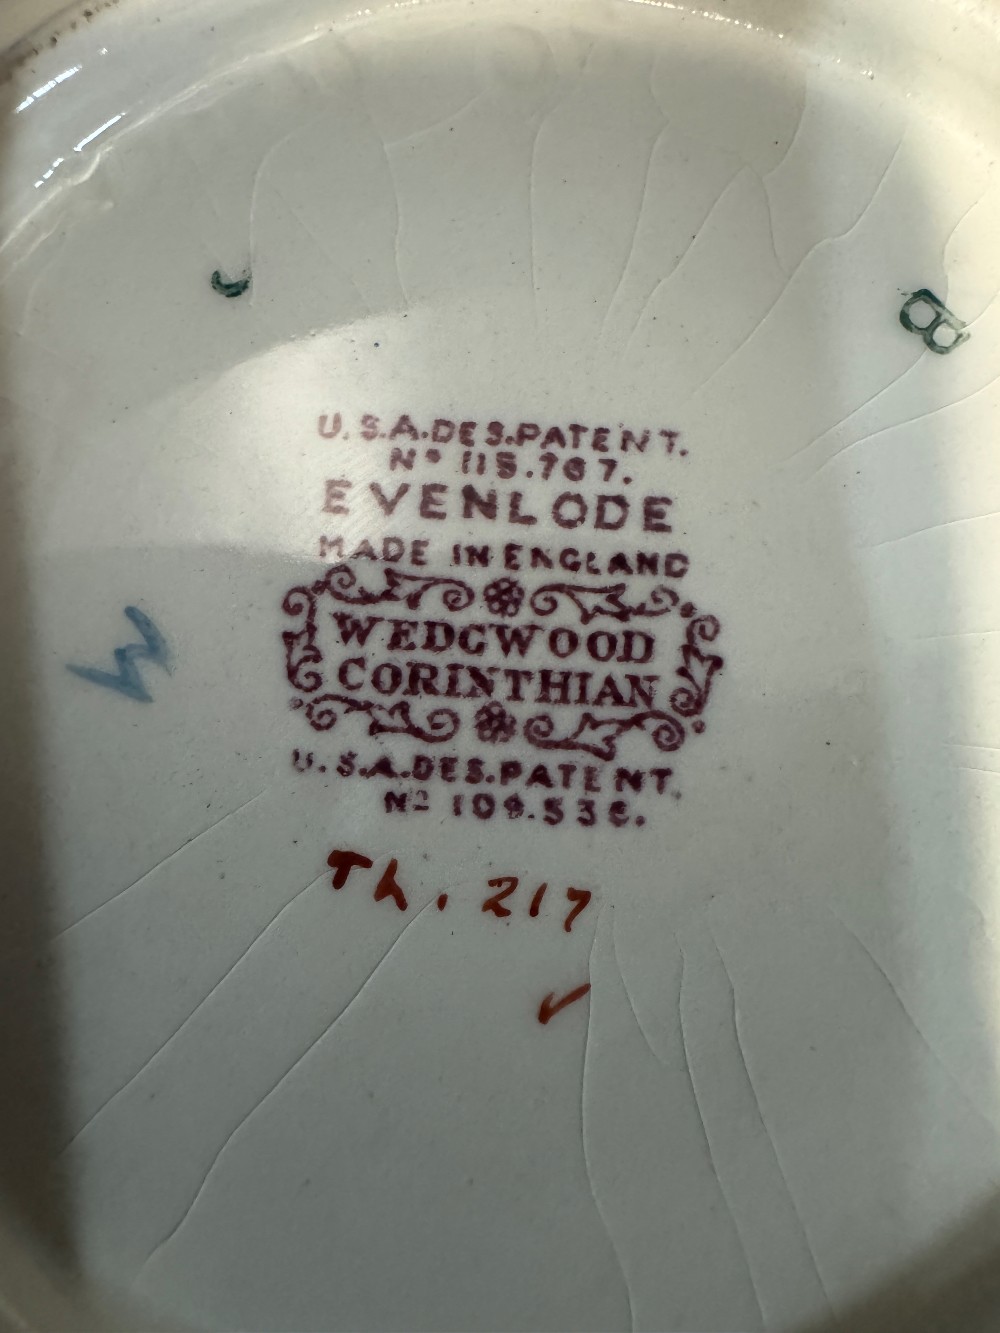 B
U.S.A.DES.PATENT.
Nº 115.767.
EVENLODE
MADE IN ENGLAND
WEDGWOOD
CORINTHIAN
U.S.A.DES.PATENT.
Nº 109.536.
Th. 217